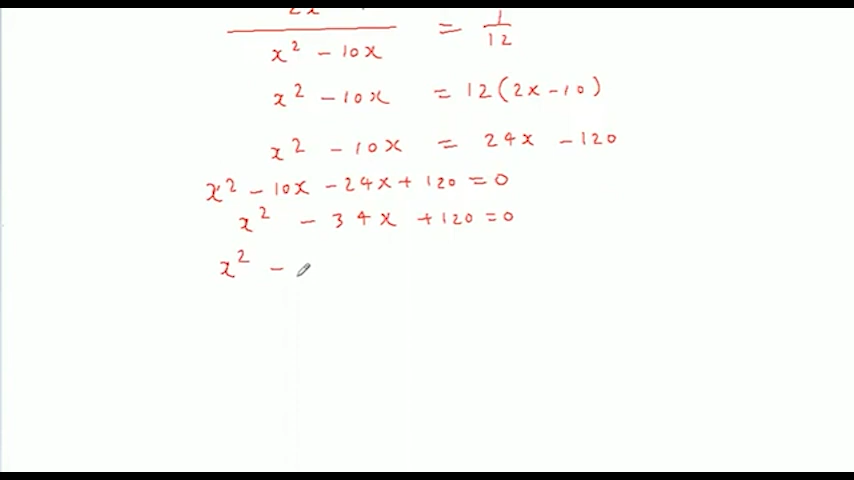 x² - 10x = 1/12
x² - 10x = 12(2x - 10)
x² - 10x = 24x - 120
x² - 10x - 24x + 120 = 0
x² - 34x + 120 = 0
x² -